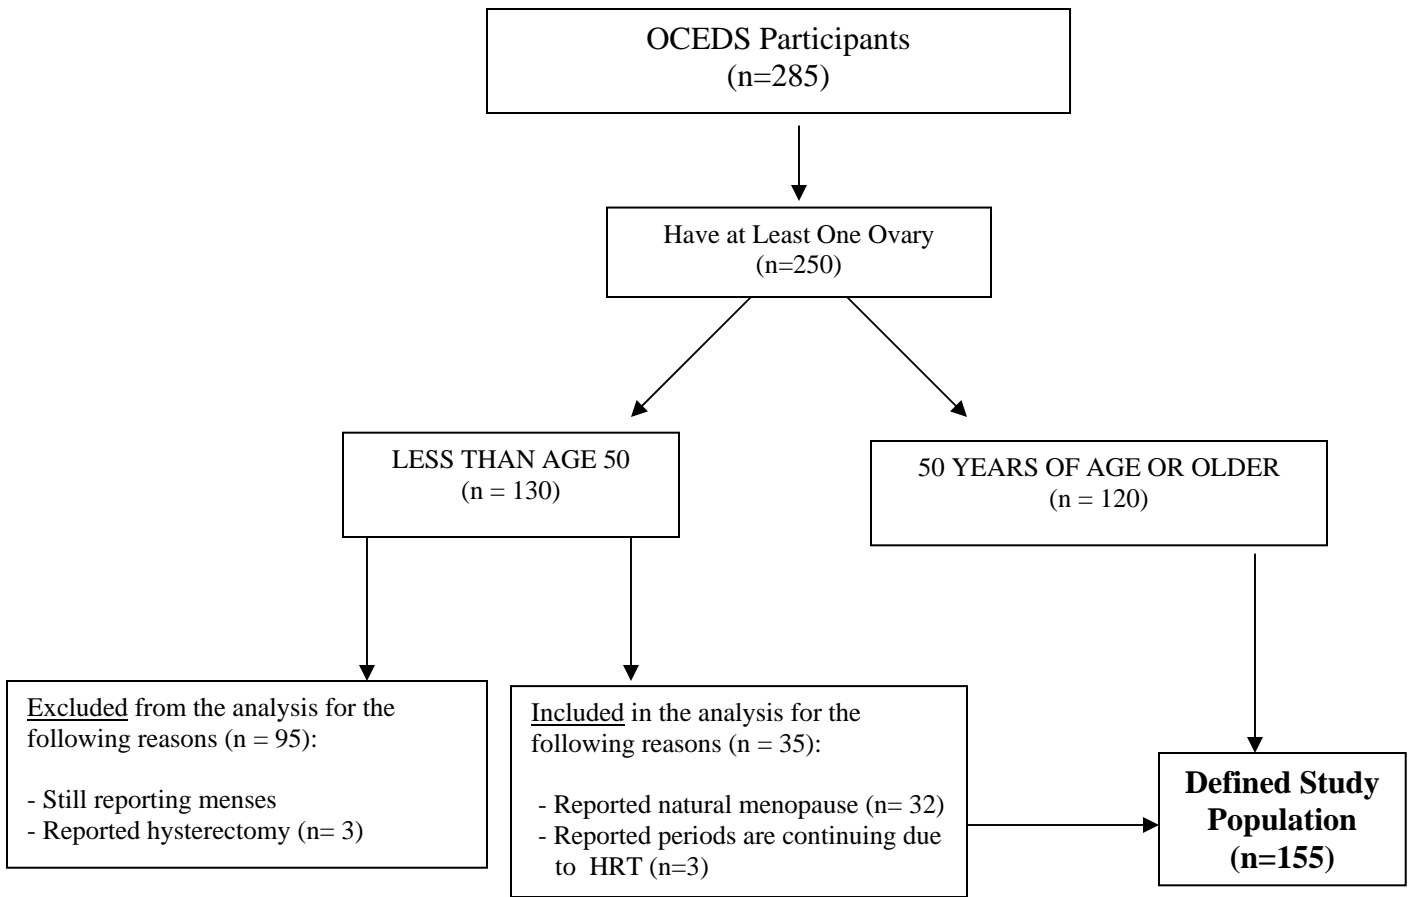 OCEDS Participants
(n=285)
Have at Least One Ovary
(n=250)
LESS THAN AGE 50
(n = 130)
50 YEARS OF AGE OR OLDER
(n = 120)
Excluded from the analysis for the
following reasons (n = 95):
- Still reporting menses
- Reported hysterectomy (n= 3)
Included in the analysis for the
following reasons (n = 35):
- Reported natural menopause (n= 32)
- Reported periods are continuing due
to HRT (n=3)
Defined Study
Population
(n=155)